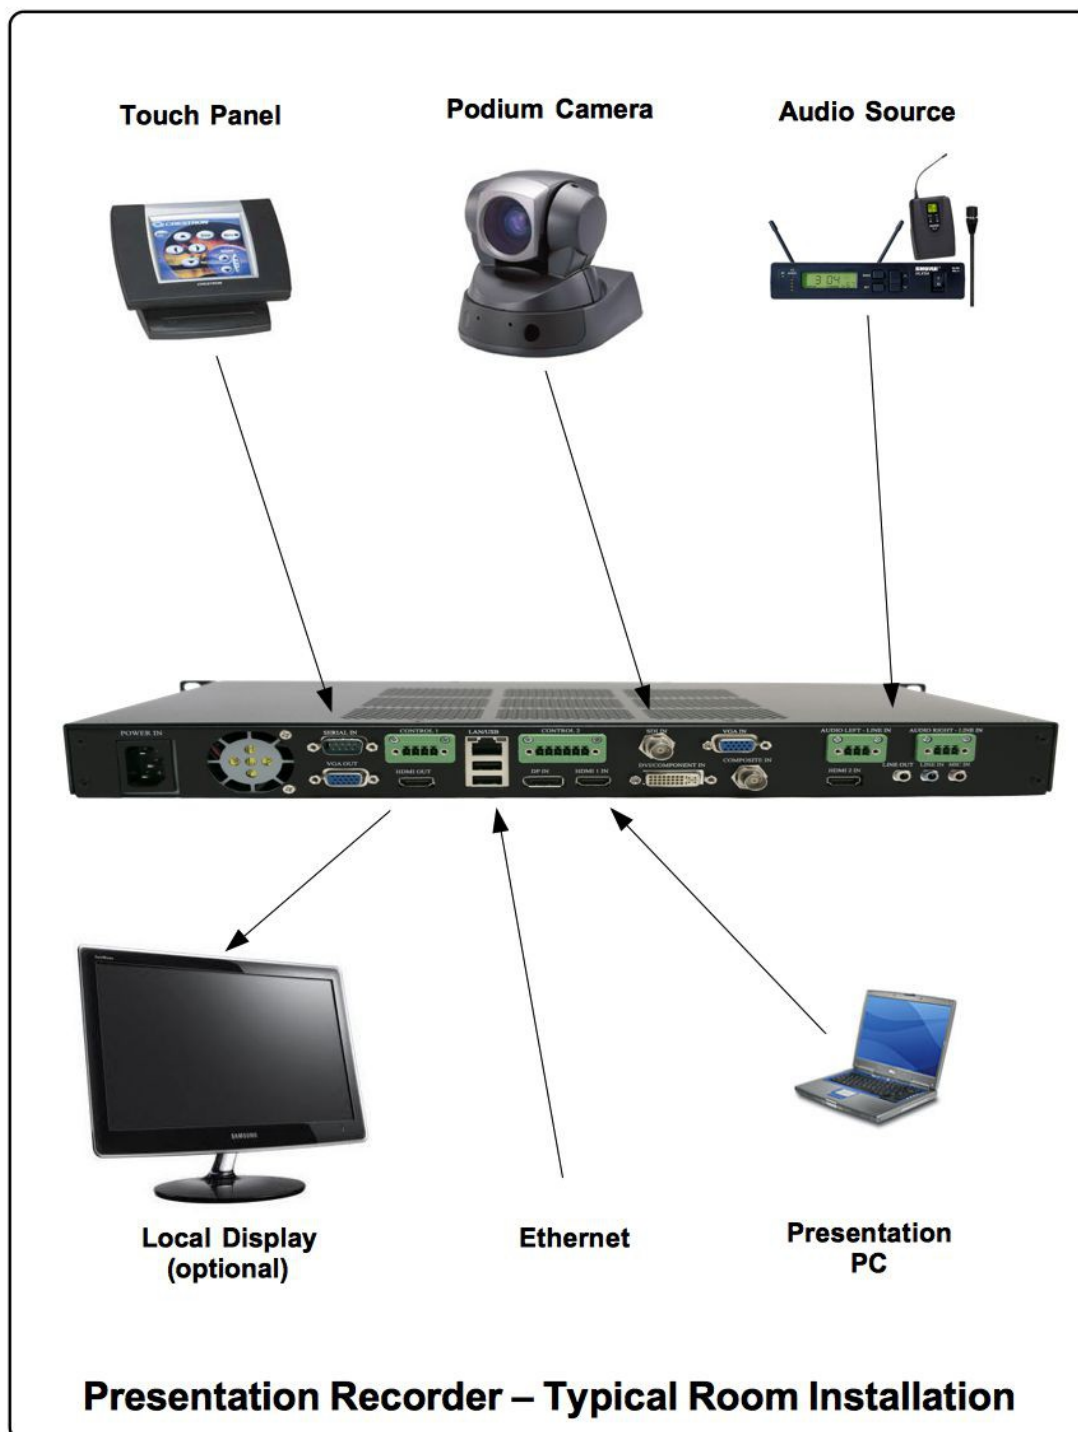 Touch Panel
Podium Camera
Audio Source
CRESTRON
CRESTRON
SHURE
POWER IN
SERIAL IN
CONTROL 1
LAN/USB
CONTROL 2
SDI IN
VGA IN
AUDIO LEFT - LINE IN
AUDIO RIGHT - LINE IN
VGA OUT
HDMI OUT
DP IN
HDMI 1 IN
DVI/COMPONENT IN
COMPOSITE IN
HDMI 2 IN
LINE OUT
LINE IN
MIC IN
SAMSUNG
Local Display
(optional)
Ethernet
Presentation
PC
Presentation Recorder – Typical Room Installation